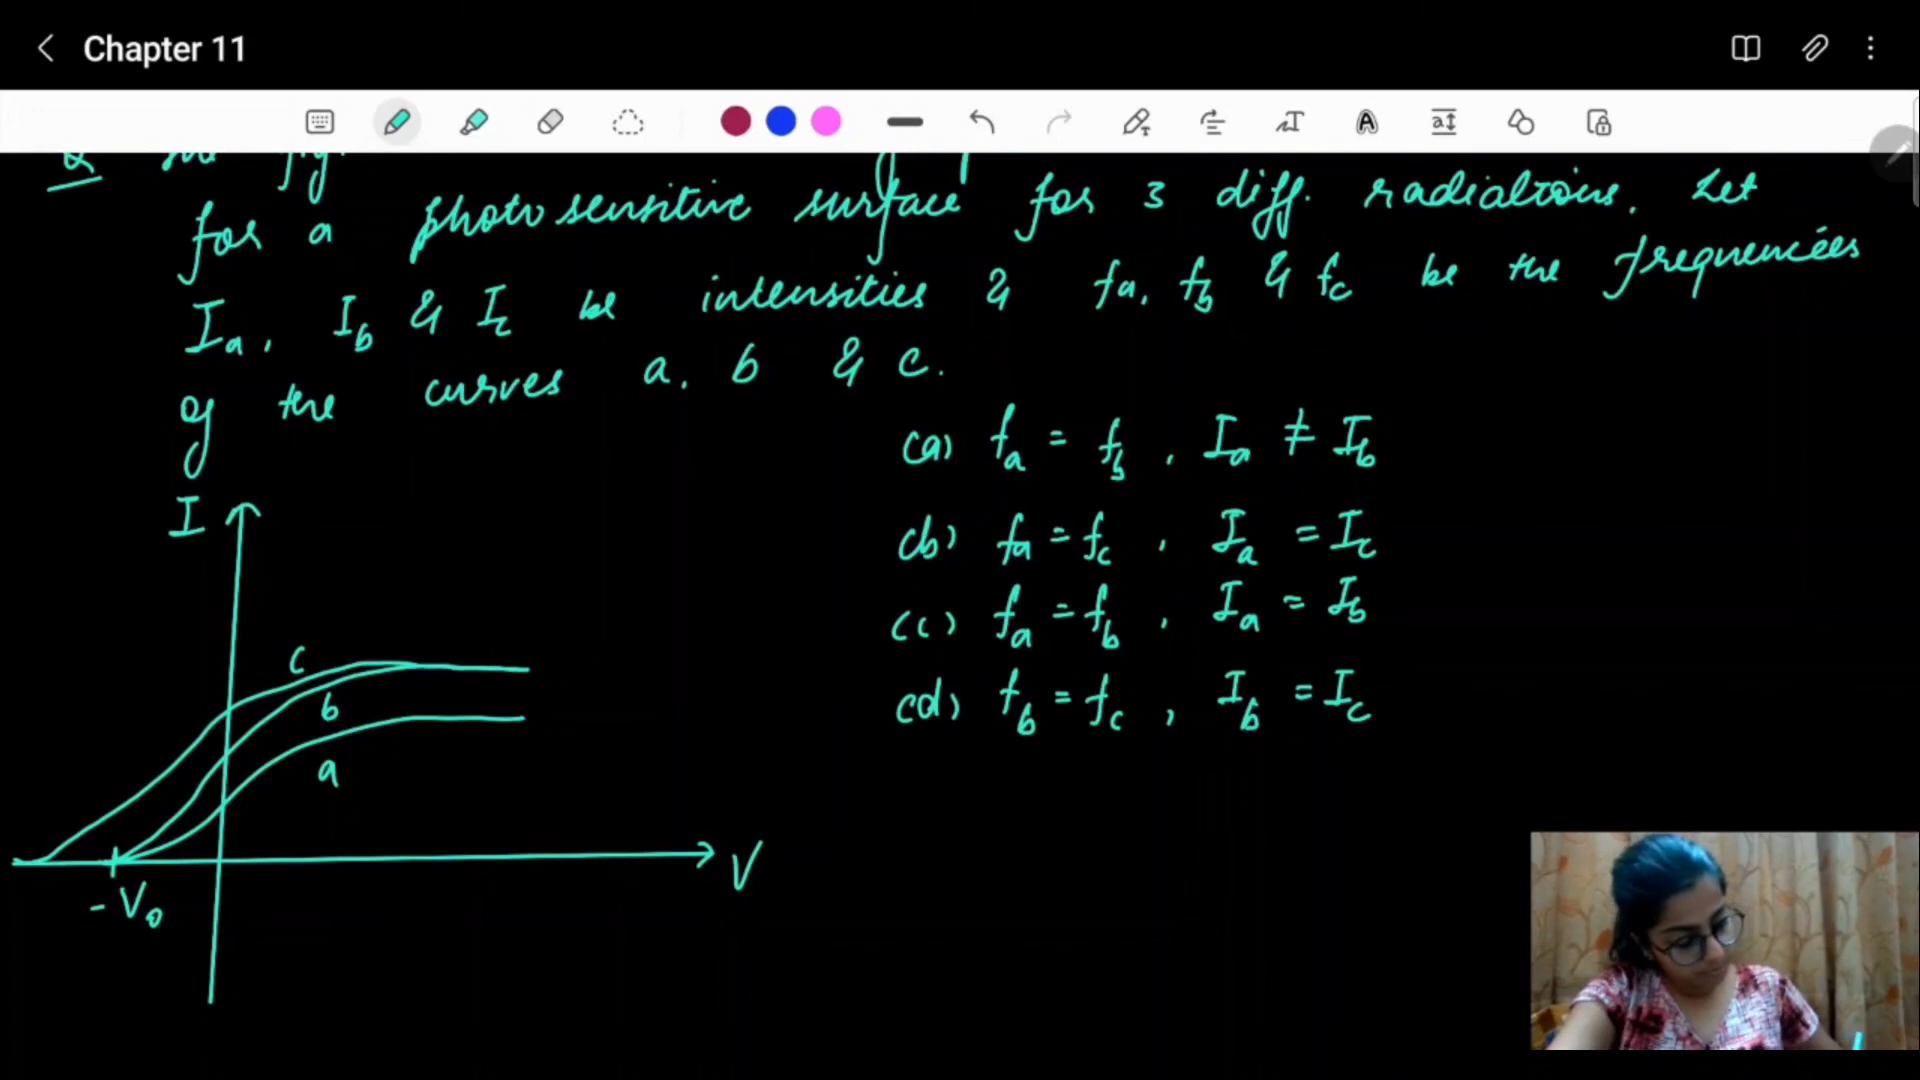 Chapter 11
for a photo sensitive surface for 3 diff. radiations. Let
Ia, Ib & Ic be intensities & fa, fb & fc be the frequencies
of the curves a, b & c.
(a) fa = fb, Ia ≠ Ib
(b) fa = fc, Ia = Ic
(c) fa = fb, Ia = Ib
(d) fb = fc, Ib = Ic
I
c
b
a
V
- V0